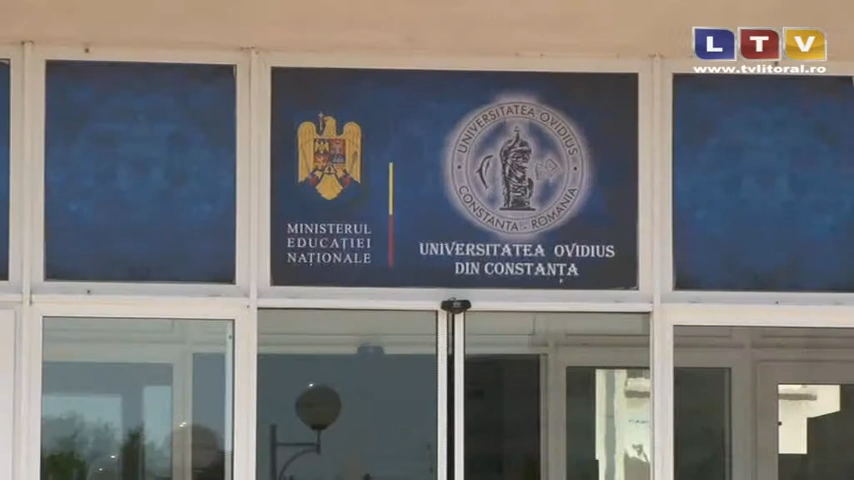 LTV
www.tvlitoral.ro
MINISTERUL
EDUCAȚIEI
NAȚIONALE
UNIVERSITATEA OVIDIUS
CONSTANTA - ROMANIA
UNIVERSITATEA OVIDIUS
DIN CONSTANȚA